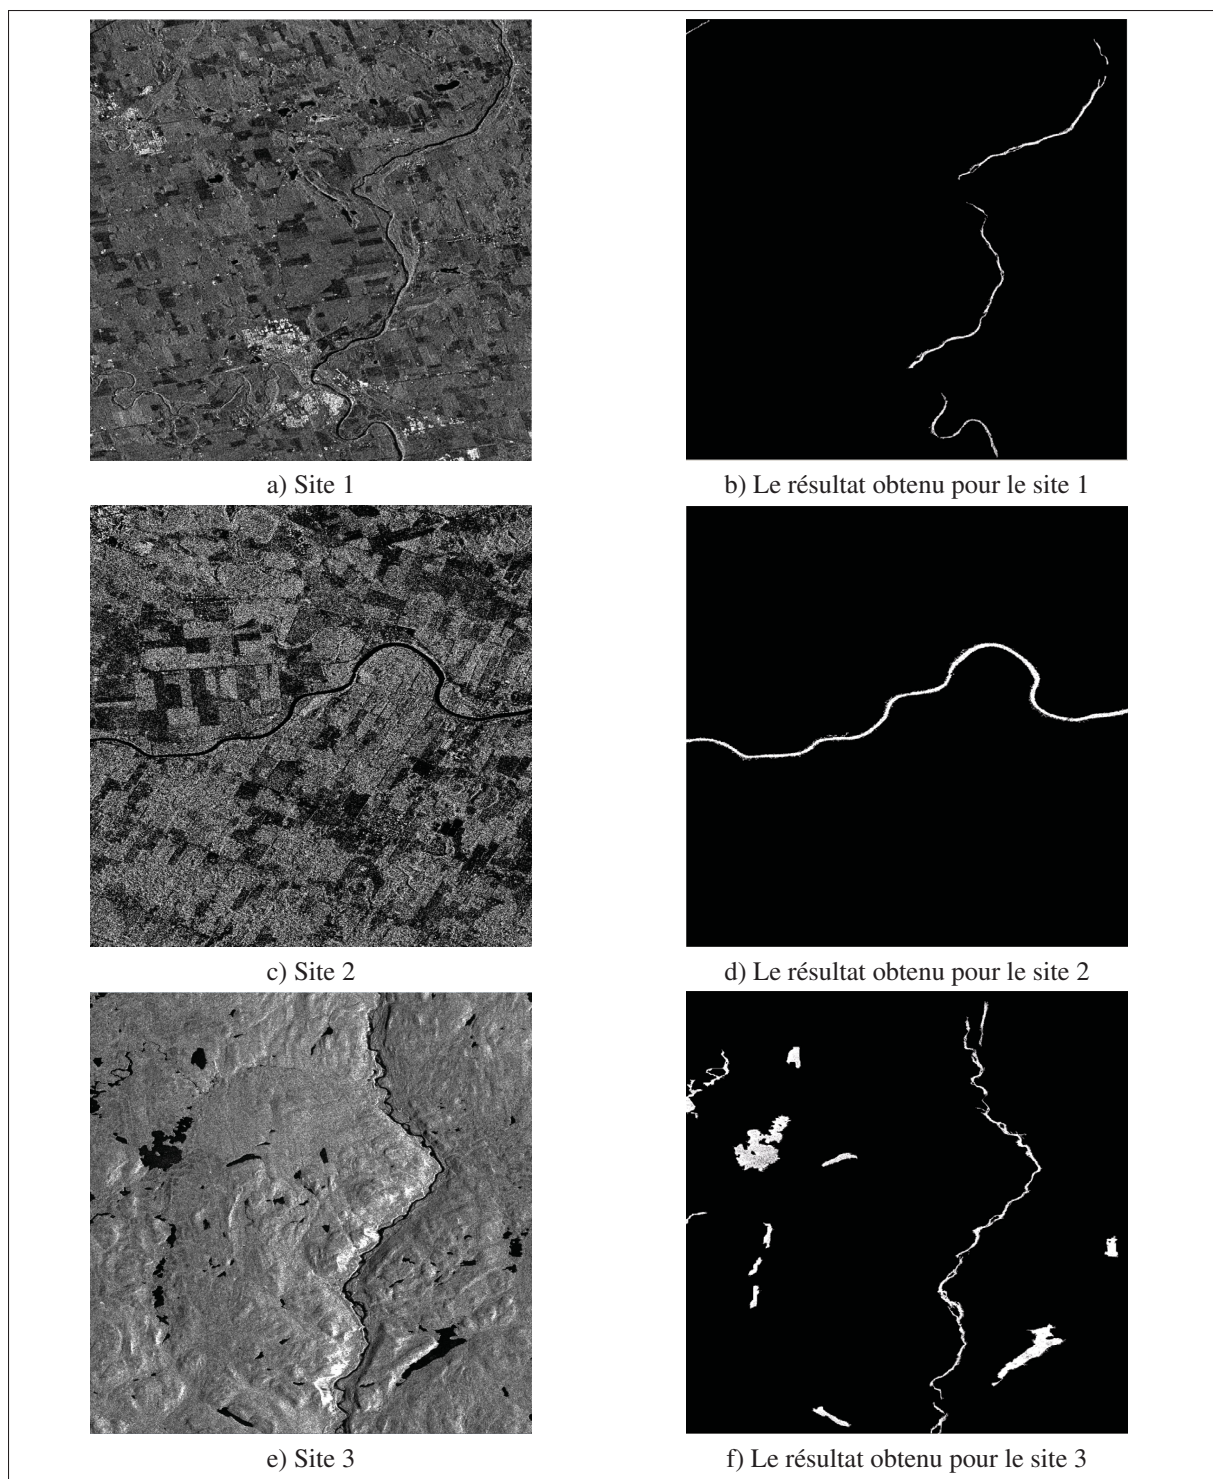 a) Site 1
b) Le résultat obtenu pour le site 1
c) Site 2
d) Le résultat obtenu pour le site 2
e) Site 3
f) Le résultat obtenu pour le site 3